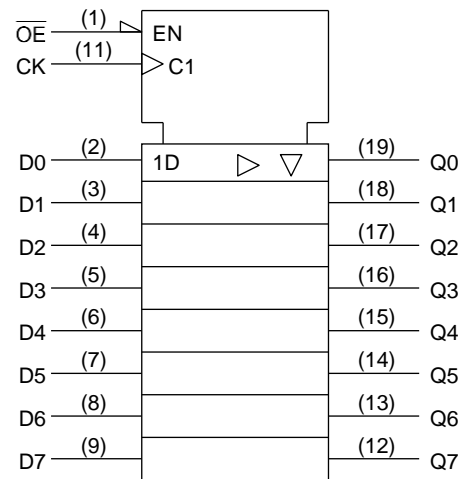 O̅E̅ (1) EN
CK (11) C1
D0 (2) 1D (19) Q0
D1 (3) (18) Q1
D2 (4) (17) Q2
D3 (5) (16) Q3
D4 (6) (15) Q4
D5 (7) (14) Q5
D6 (8) (13) Q6
D7 (9) (12) Q7